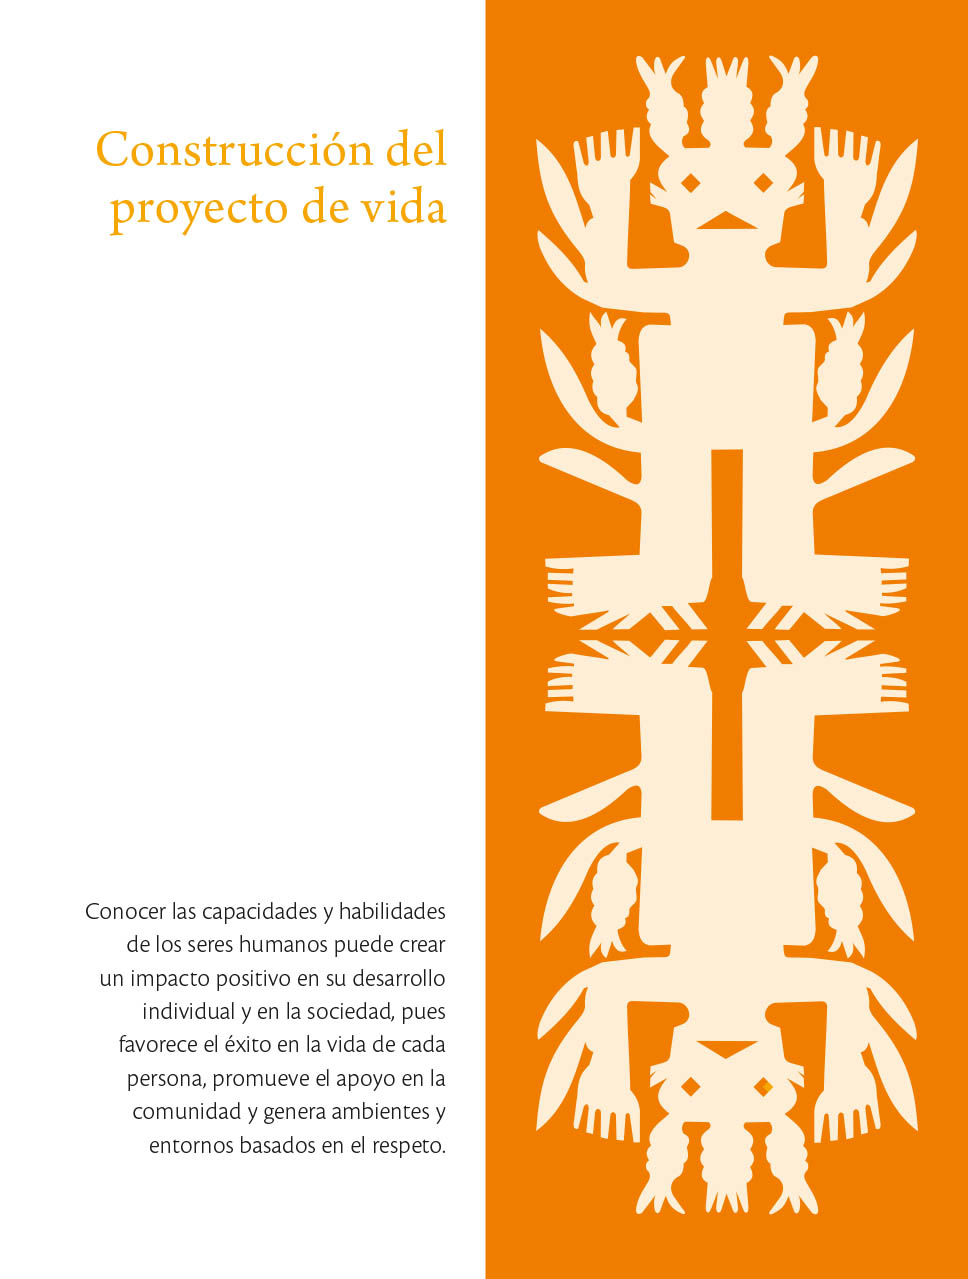 Construcción del
proyecto de vida
Conocer las capacidades y habilidades
de los seres humanos puede crear
un impacto positivo en su desarrollo
individual y en la sociedad, pues
favorece el éxito en la vida de cada
persona, promueve el apoyo en la
comunidad y genera ambientes y
entornos basados en el respeto.